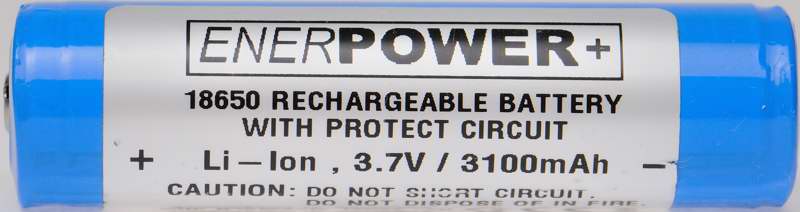 ENERPOWER+
18650 RECHARGEABLE BATTERY
WITH PROTECT CIRCUIT
+ Li-Ion , 3.7V / 3100mAh -
CAUTION: DO NOT SHORT CIRCUIT.
DO NOT DISPOSE OF IN FIRE.